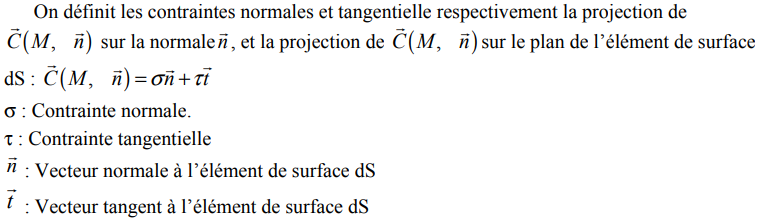 On définit les contraintes normales et tangentielle respectivement la projection de
$\vec{C}(M, \vec{n})$ sur la normale $\vec{n}$, et la projection de $\vec{C}(M, \vec{n})$ sur le plan de l’élément de surface
dS : $\vec{C}(M, \vec{n}) = \sigma\vec{n} + \tau\vec{t}$
σ : Contrainte normale.
τ : Contrainte tangentielle
$\vec{n}$ : Vecteur normale à l’élément de surface dS
$\vec{t}$ : Vecteur tangent à l’élément de surface dS